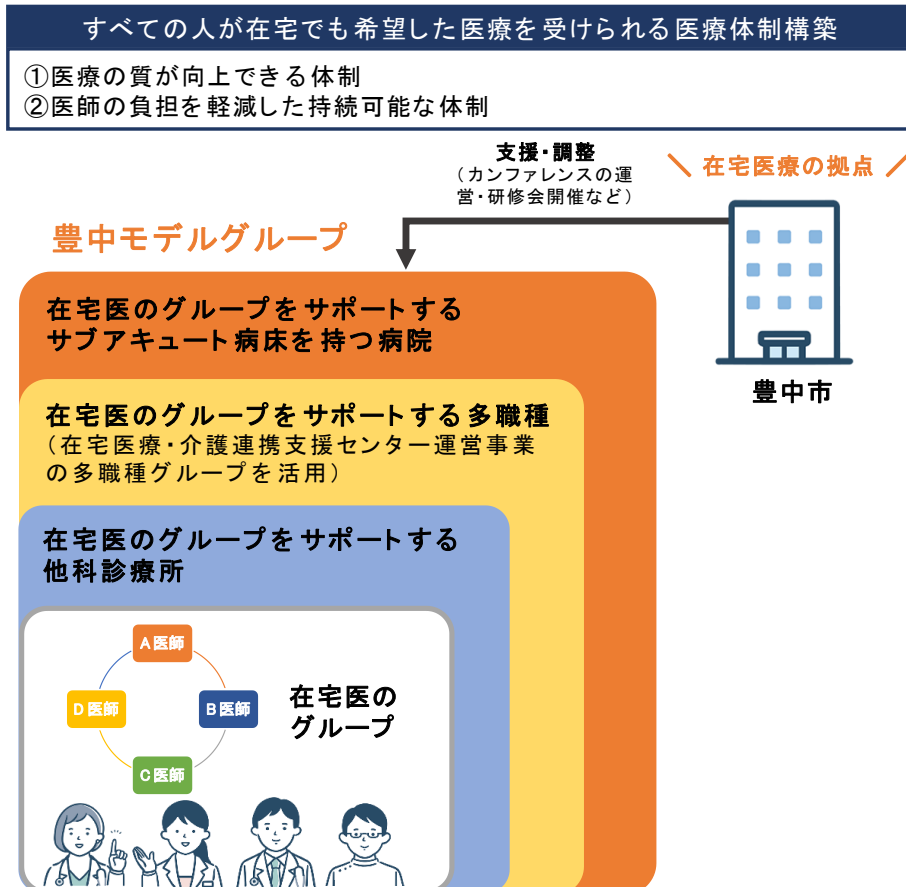 すべての人が在宅でも希望した医療を受けられる医療体制構築
①医療の質が向上できる体制
②医師の負担を軽減した持続可能な体制
支援・調整
（カンファレンスの運
営・研修会開催など）
＼ 在宅医療の拠点 ／
豊中モデルグループ
豊中市
在宅医のグループをサポートする
サブアキュート病床を持つ病院
在宅医のグループをサポートする多職種
（在宅医療・介護連携支援センター運営事業
の多職種グループを活用）
在宅医のグループをサポートする
他科診療所
A医師
D医師
B医師
C医師
在宅医の
グループ